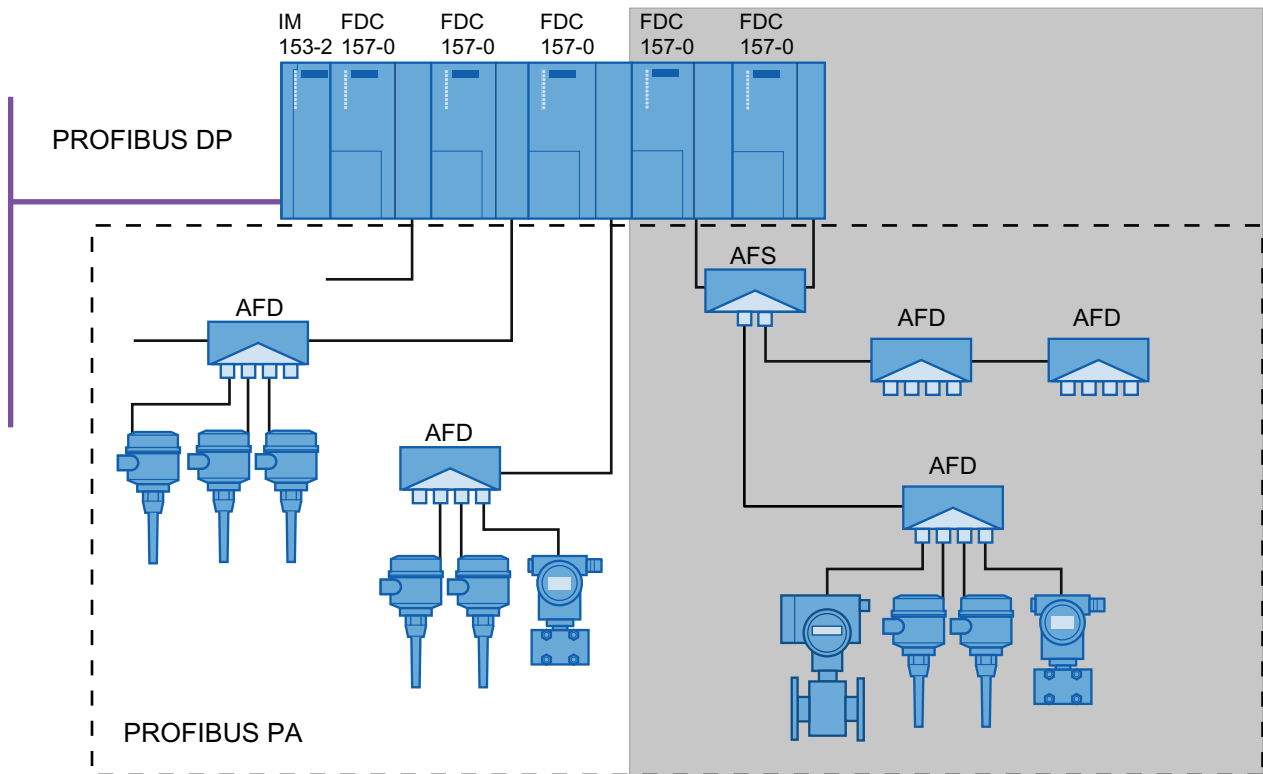 IM
153-2
FDC
157-0
FDC
157-0
FDC
157-0
FDC
157-0
FDC
157-0
PROFIBUS DP
AFS
AFD
AFD
AFD
AFD
AFD
PROFIBUS PA